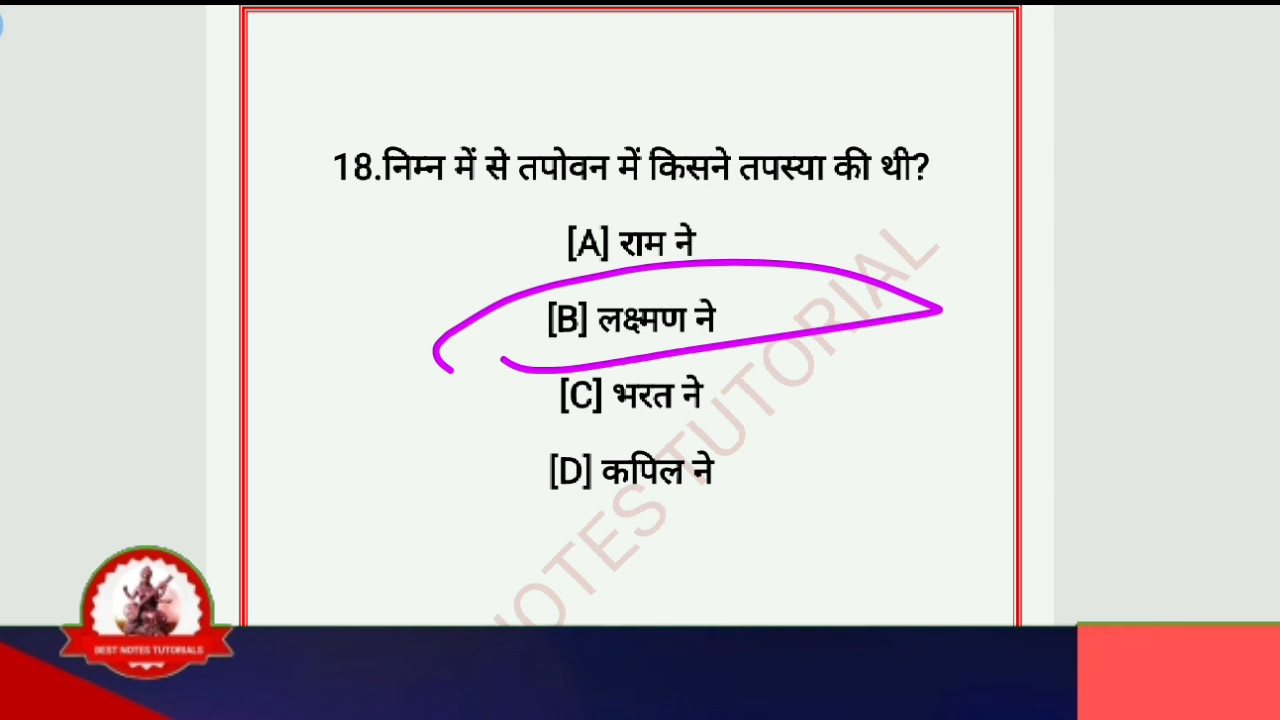 18.निम्न में से तपोवन में किसने तपस्या की थी?
[A] राम ने
[B] लक्ष्मण ने
[C] भरत ने
[D] कपिल ने
NOTES TUTORIAL
BEST NOTES TUTORIALS